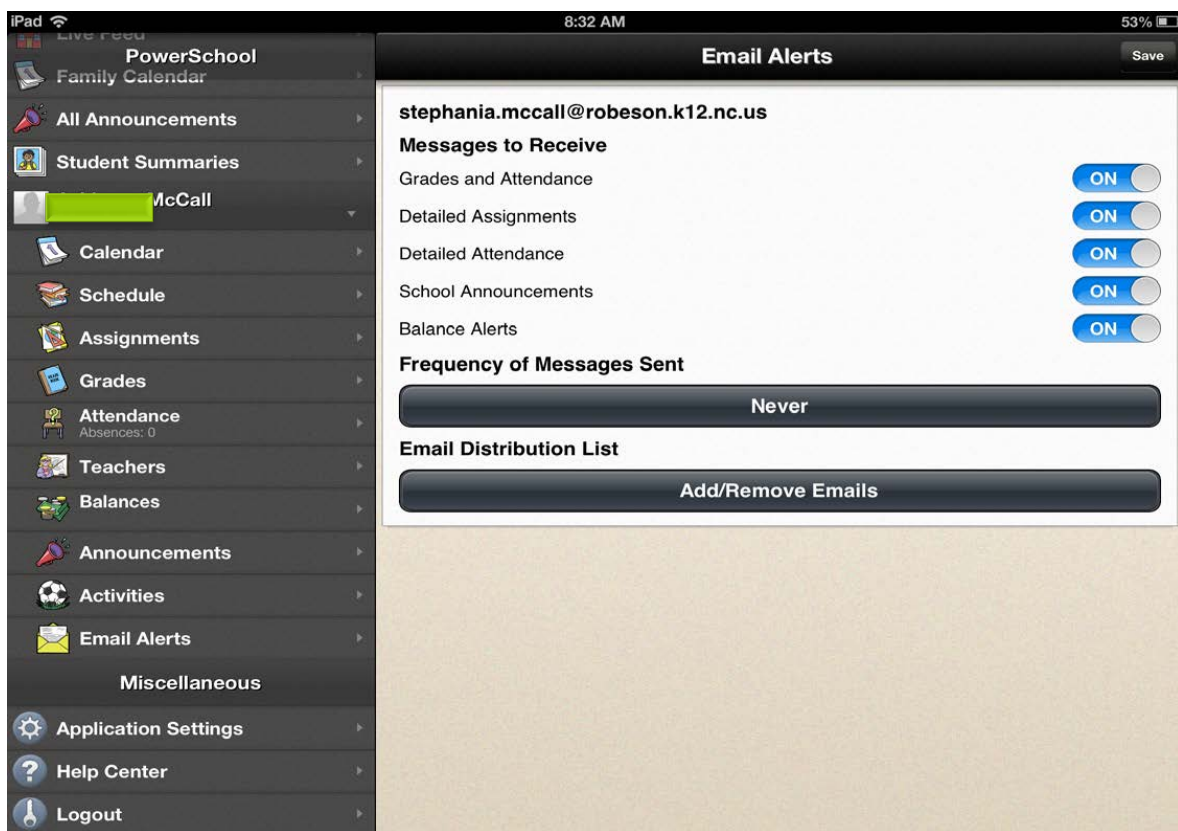 iPad 8:32 AM 53%
Live Feed
PowerSchool
Family Calendar
All Announcements
Student Summaries
McCall
Calendar
Schedule
Assignments
Grades
Attendance
Absences: 0
Teachers
Balances
Announcements
Activities
Email Alerts
Miscellaneous
Application Settings
Help Center
Logout
Email Alerts
Save
stephania.mccall@robeson.k12.nc.us
Messages to Receive
Grades and Attendance ON
Detailed Assignments ON
Detailed Attendance ON
School Announcements ON
Balance Alerts ON
Frequency of Messages Sent
Never
Email Distribution List
Add/Remove Emails